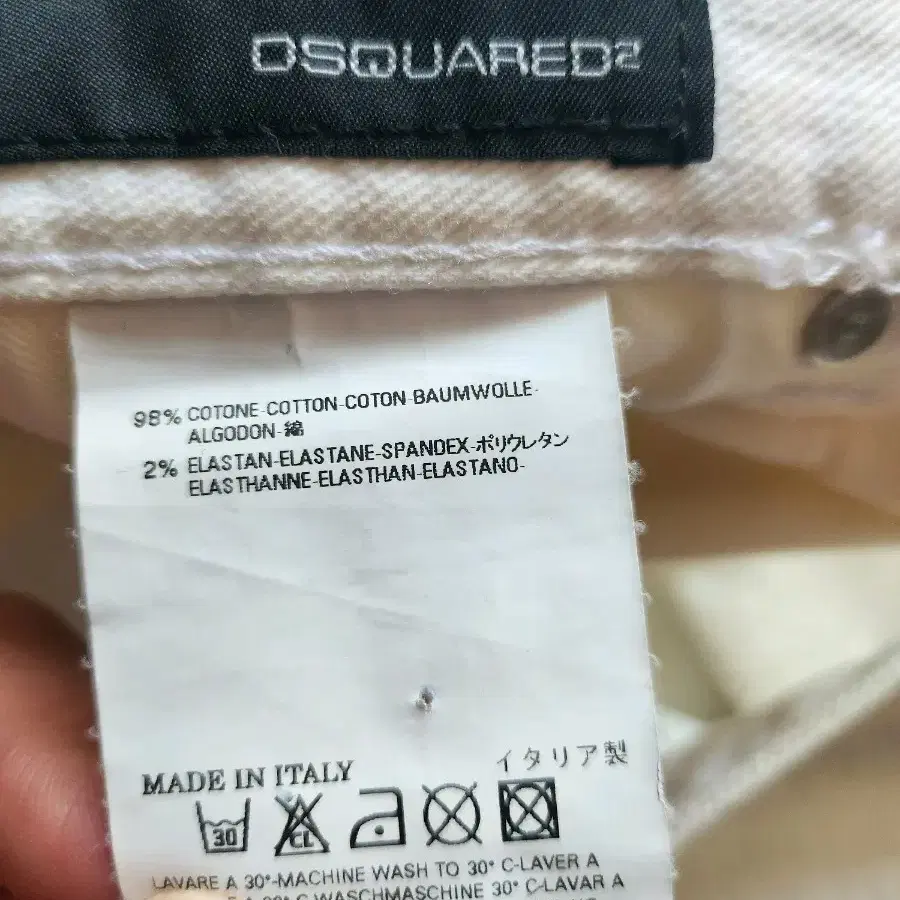 DSQUARED2
98% COTONE-COTTON-COTON-BAUMWOLLE-
ALGODON-綿
2% ELASTAN-ELASTANE-SPANDEX-ポリウレタン
ELASTHANNE-ELASTHAN-ELASTANO-
イタリア製
MADE IN ITALY
30 CL
LAVARE A 30°-MACHINE WASH TO 30° C-LAVER A
WASCHMASCHINE 30° C-LAVAR A